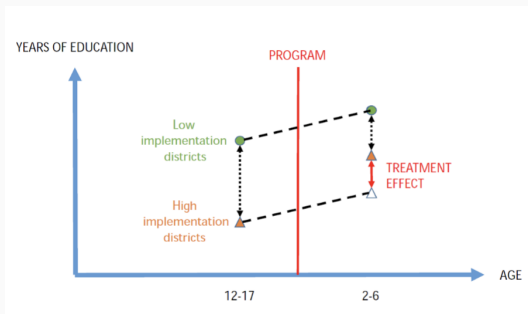 YEARS OF EDUCATION
PROGRAM
Low
implementation
districts
TREATMENT
EFFECT
High
implementation
districts
AGE
12-17
2-6